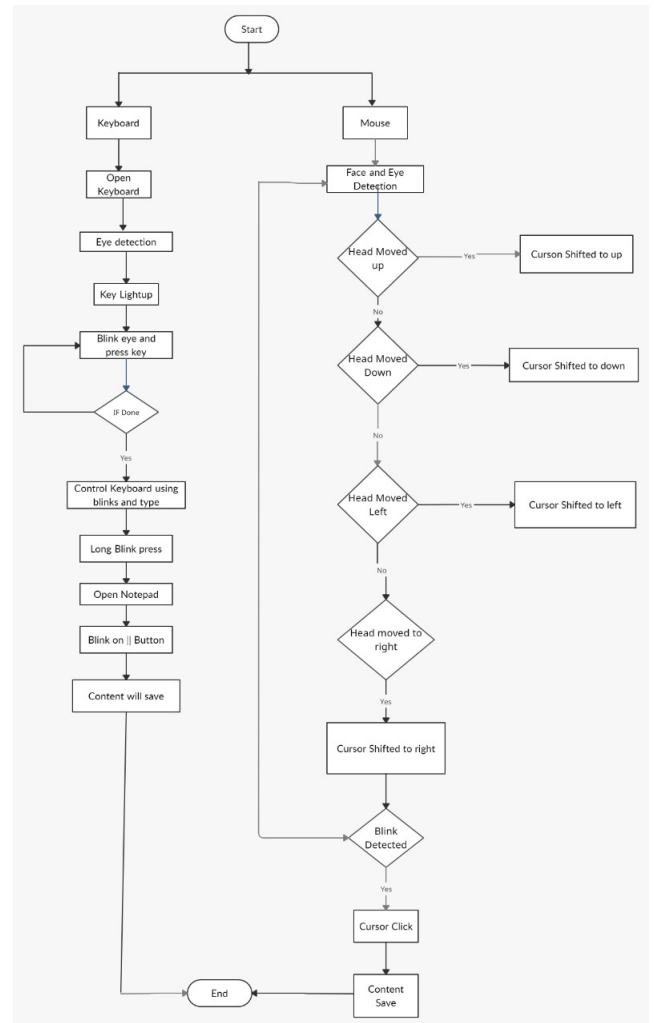 Start
Keyboard
Mouse
Open
Keyboard
Face and Eye
Detection
Eye detection
Head Moved
up
Yes
Curson Shifted to up
Key Lightup
No
Blink eye and
press key
Head Moved
Down
Yes
Cursor Shifted to down
IF Done
No
Yes
Control Keyboard using
blinks and type
Head Moved
Left
Yes
Cursor Shifted to left
Long Blink press
No
Open Notepad
Blink on || Button
Head moved to
right
Content will save
Yes
Cursor Shifted to right
Blink
Detected
Yes
Cursor Click
End
Content
Save